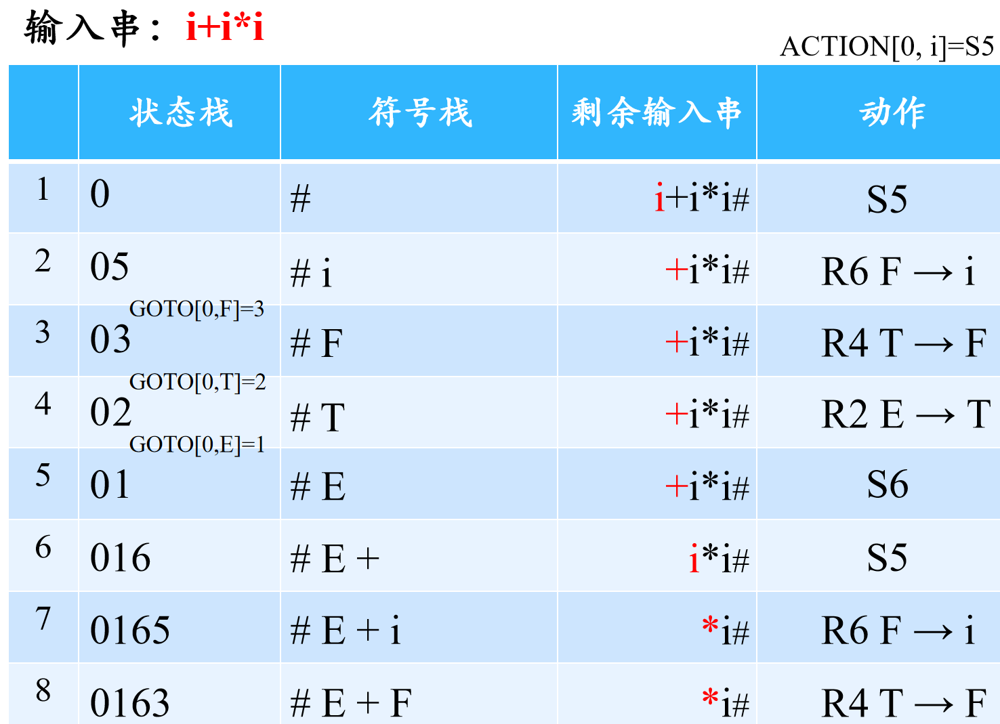 输入串：i+i*i
ACTION[0, i]=S5
状态栈 符号栈 剩余输入串 动作
1 0 # i+i*i# S5
2 05 # i +i*i# R6 F → i
GOTO[0,F]=3
3 03 # F +i*i# R4 T → F
GOTO[0,T]=2
4 02 # T +i*i# R2 E → T
GOTO[0,E]=1
5 01 # E +i*i# S6
6 016 # E + i*i# S5
7 0165 # E + i *i# R6 F → i
8 0163 # E + F *i# R4 T → F